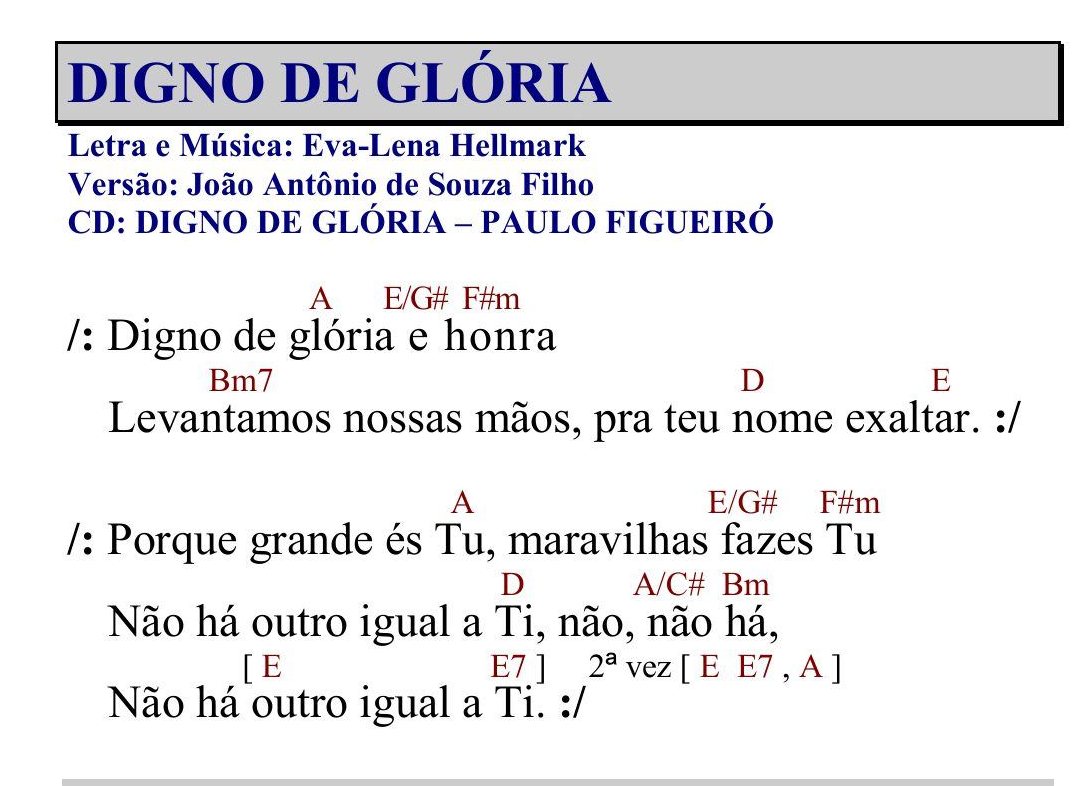 DIGNO DE GLÓRIA
Letra e Música: Eva-Lena Hellmark
Versão: João Antônio de Souza Filho
CD: DIGNO DE GLÓRIA – PAULO FIGUEIRÓ
A E/G# F#m
/: Digno de glória e honra
Bm7 D E
Levantamos nossas mãos, pra teu nome exaltar. :/
A E/G# F#m
/: Porque grande és Tu, maravilhas fazes Tu
D A/C# Bm
Não há outro igual a Ti, não, não há,
[ E E7 ] 2ª vez [ E E7 , A ]
Não há outro igual a Ti. :/